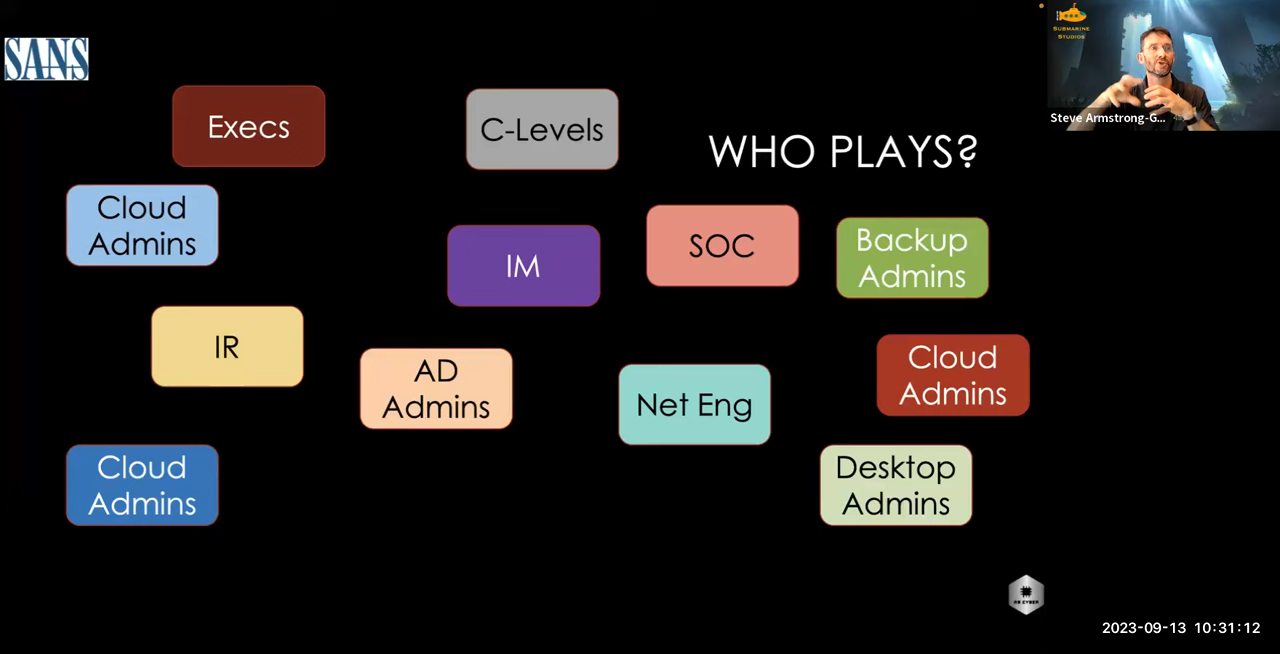 SANS
SUBMARINE
STUDIOS
Steve Armstrong-G...
Execs
C-Levels
WHO PLAYS?
Cloud
Admins
IM
SOC
Backup
Admins
IR
AD
Admins
Net Eng
Cloud
Admins
Cloud
Admins
Desktop
Admins
2023-09-13 10:31:12